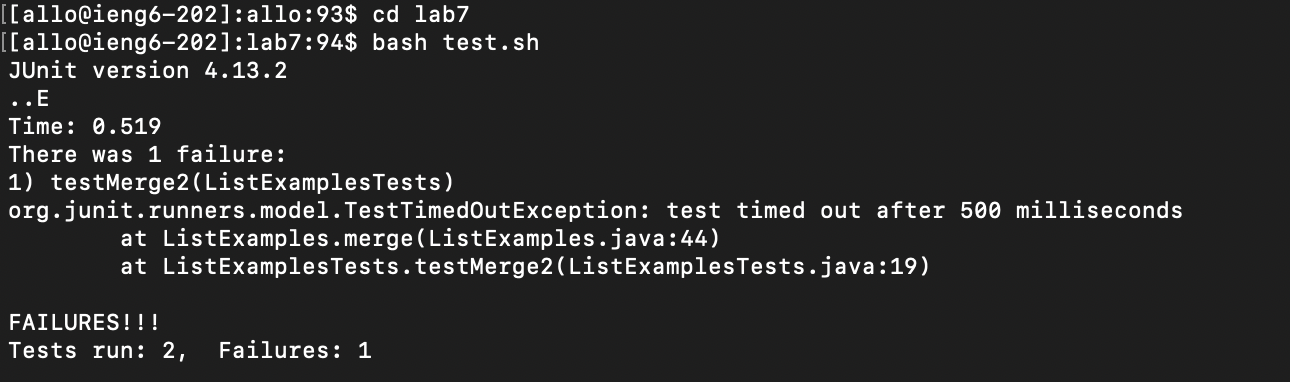 [[allo@ieng6-202]:allo:93$ cd lab7
[[allo@ieng6-202]:lab7:94$ bash test.sh
JUnit version 4.13.2
..E
Time: 0.519
There was 1 failure:
1) testMerge2(ListExamplesTests)
org.junit.runners.model.TestTimedOutException: test timed out after 500 milliseconds
        at ListExamples.merge(ListExamples.java:44)
        at ListExamplesTests.testMerge2(ListExamplesTests.java:19)

FAILURES!!!
Tests run: 2,  Failures: 1